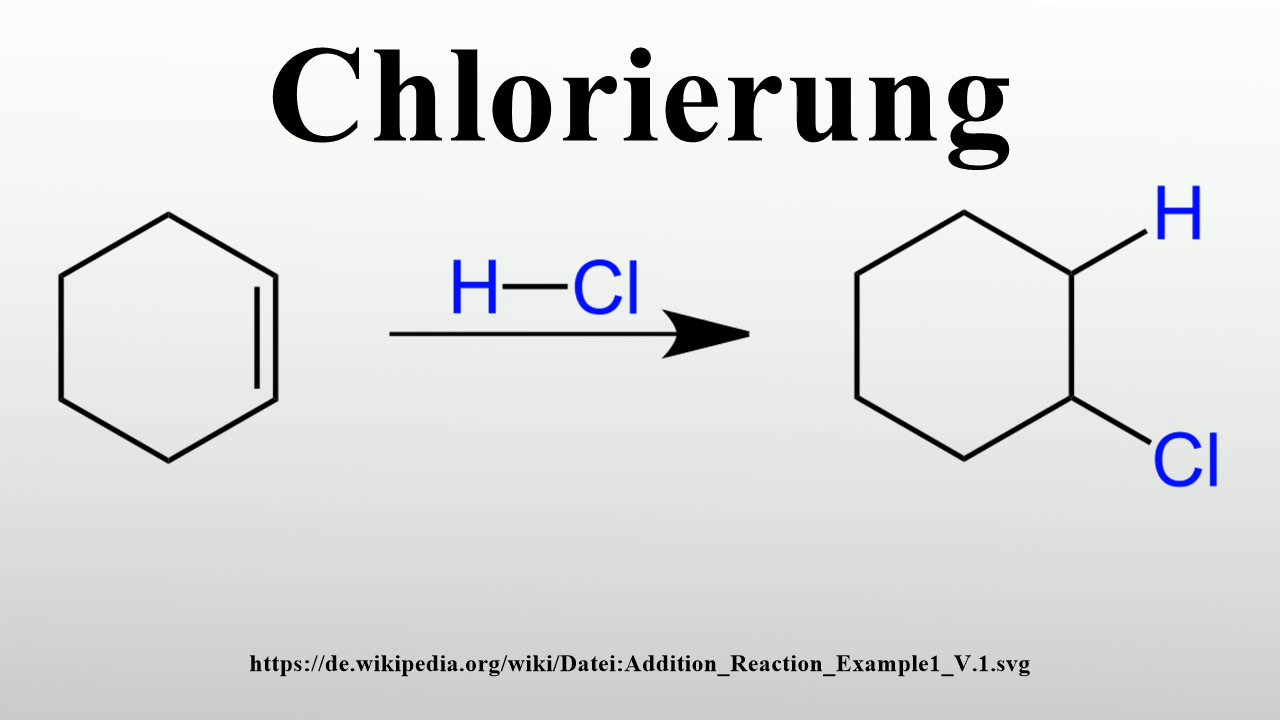 Chlorierung
H
H—Cl
Cl
https://de.wikipedia.org/wiki/Datei:Addition_Reaction_Example1_V.1.svg